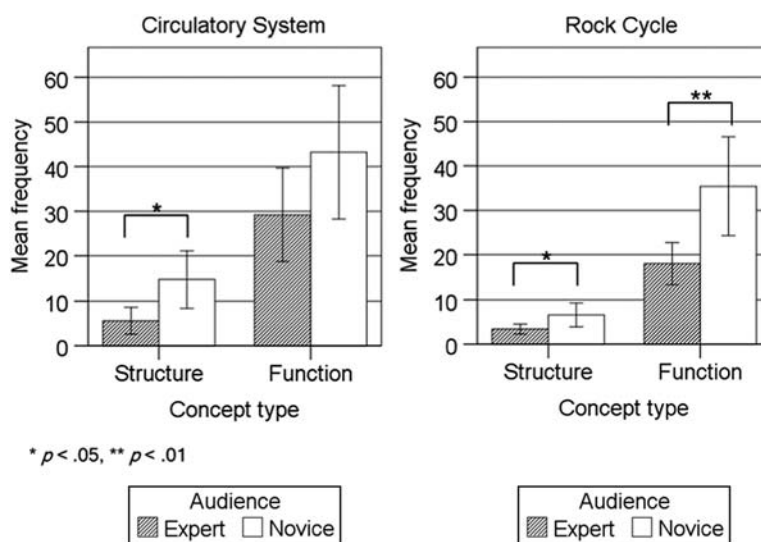 Circulatory System
Mean frequency
60
50
40
30
20
10
0
*
Structure
Function
Concept type
Rock Cycle
Mean frequency
60
50
40
30
20
10
0
*
**
Structure
Function
Concept type
* p < .05, ** p < .01
Audience
Expert Novice
Audience
Expert Novice